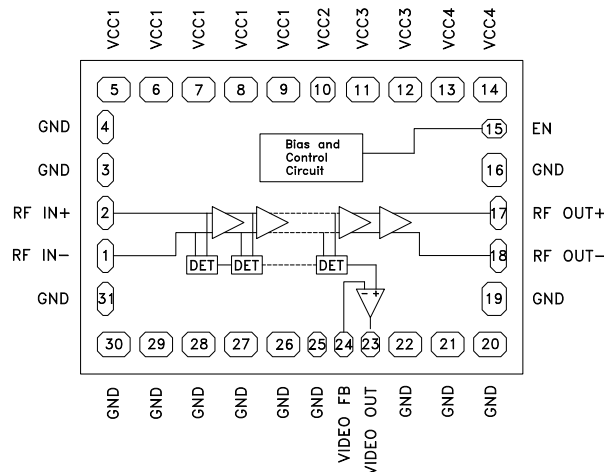 VCC1 VCC1 VCC1 VCC1 VCC1 VCC2 VCC3 VCC3 VCC4 VCC4
5 6 7 8 9 10 11 12 13 14
GND 4
15 EN
Bias and
Control
Circuit
GND 3
16 GND
RF IN+ 2
17 RF OUT+
RF IN- 1
18 RF OUT-
DET DET DET
- +
GND 31
19 GND
30 29 28 27 26 25 24 23 22 21 20
GND GND GND GND GND GND VIDEO FB VIDEO OUT GND GND GND